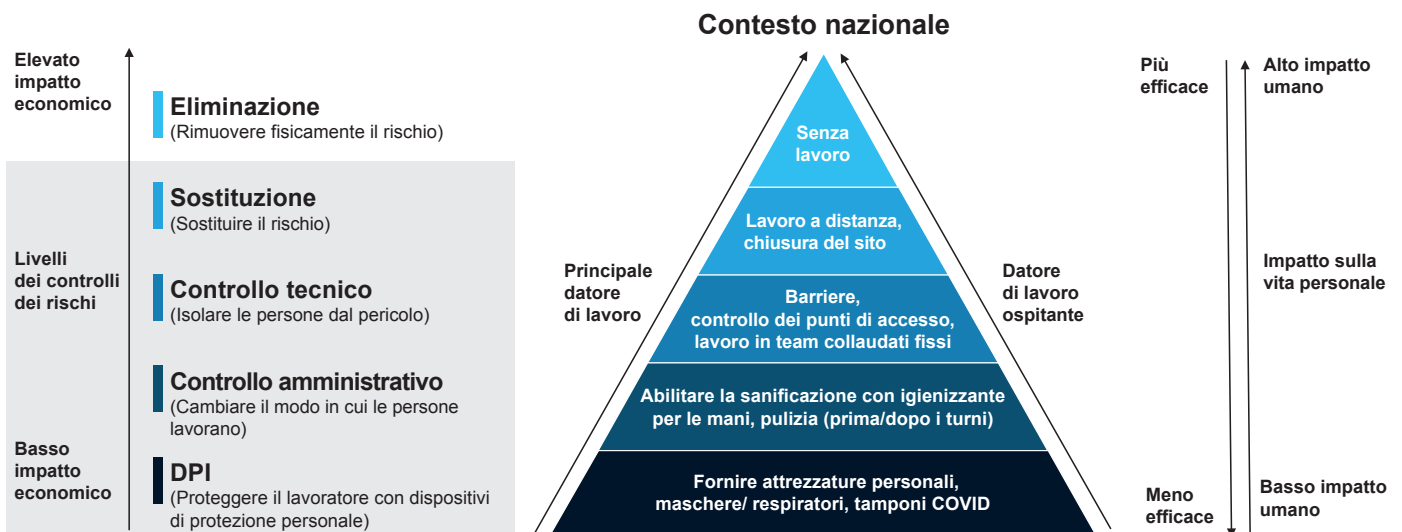 Contesto nazionale
Elevato
impatto
economico
Eliminazione
(Rimuovere fisicamente il rischio)
Sostituzione
(Sostituire il rischio)
Livelli
dei controlli
dei rischi
Controllo tecnico
(Isolare le persone dal pericolo)
Controllo amministrativo
(Cambiare il modo in cui le persone
lavorano)
Basso
impatto
economico
DPI
(Proteggere il lavoratore con dispositivi
di protezione personale)
Principale
datore
di lavoro
Senza
lavoro
Lavoro a distanza,
chiusura del sito
Barriere,
controllo dei punti di accesso,
lavoro in team collaudati fissi
Abilitare la sanificazione con igienizzante
per le mani, pulizia (prima/dopo i turni)
Fornire attrezzature personali,
maschere/ respiratori, tamponi COVID
Datore
di lavoro
ospitante
Più
efficace
Meno
efficace
Alto impatto
umano
Impatto sulla
vita personale
Basso impatto
umano